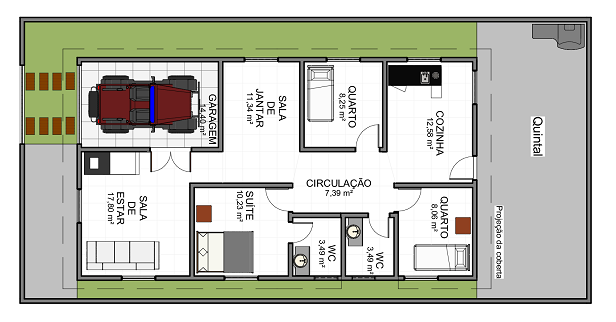 GARAGEM
14,40 m²
SALA
DE
JANTAR
11,34 m²
QUARTO
8,25 m²
COZINHA
12,58 m²
Quintal
CIRCULAÇÃO
7,39 m²
SALA
DE
ESTAR
17,80 m²
SUÍTE
10,23 m²
WC
3,49 m²
WC
3,49 m²
QUARTO
8,06 m²
Projeção da coberta